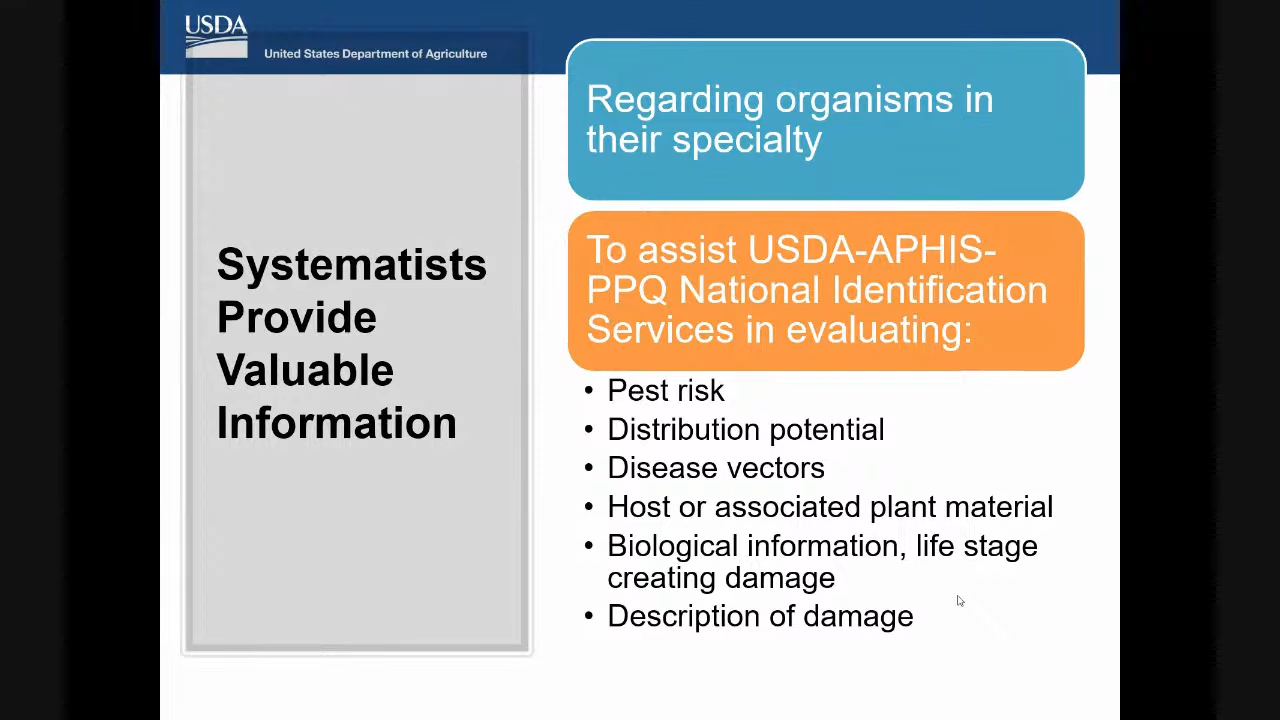 USDA
United States Department of Agriculture
Systematists
Provide
Valuable
Information
Regarding organisms in
their specialty
To assist USDA-APHIS-
PPQ National Identification
Services in evaluating:
• Pest risk
• Distribution potential
• Disease vectors
• Host or associated plant material
• Biological information, life stage
creating damage
• Description of damage